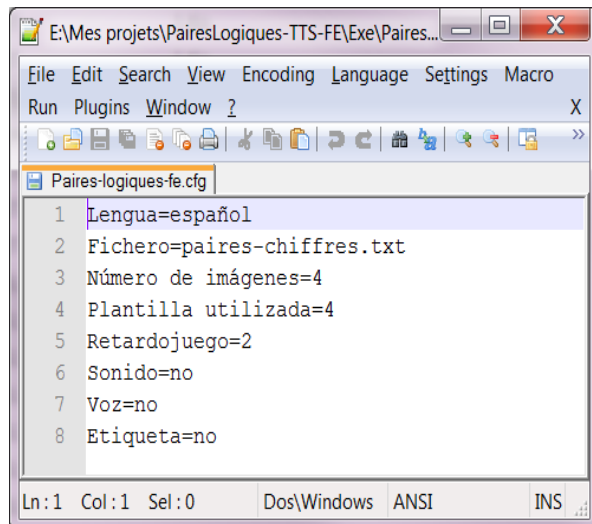 E:\Mes projets\PairesLogiques-TTS-FE\Exe\Paires...
File Edit Search View Encoding Language Settings Macro
Run Plugins Window ? X
Paires-logiques-fe.cfg
1 Lengua=español
2 Fichero=paires-chiffres.txt
3 Número de imágenes=4
4 Plantilla utilizada=4
5 Retardojuego=2
6 Sonido=no
7 Voz=no
8 Etiqueta=no
Ln:1 Col:1 Sel:0 Dos\Windows ANSI INS